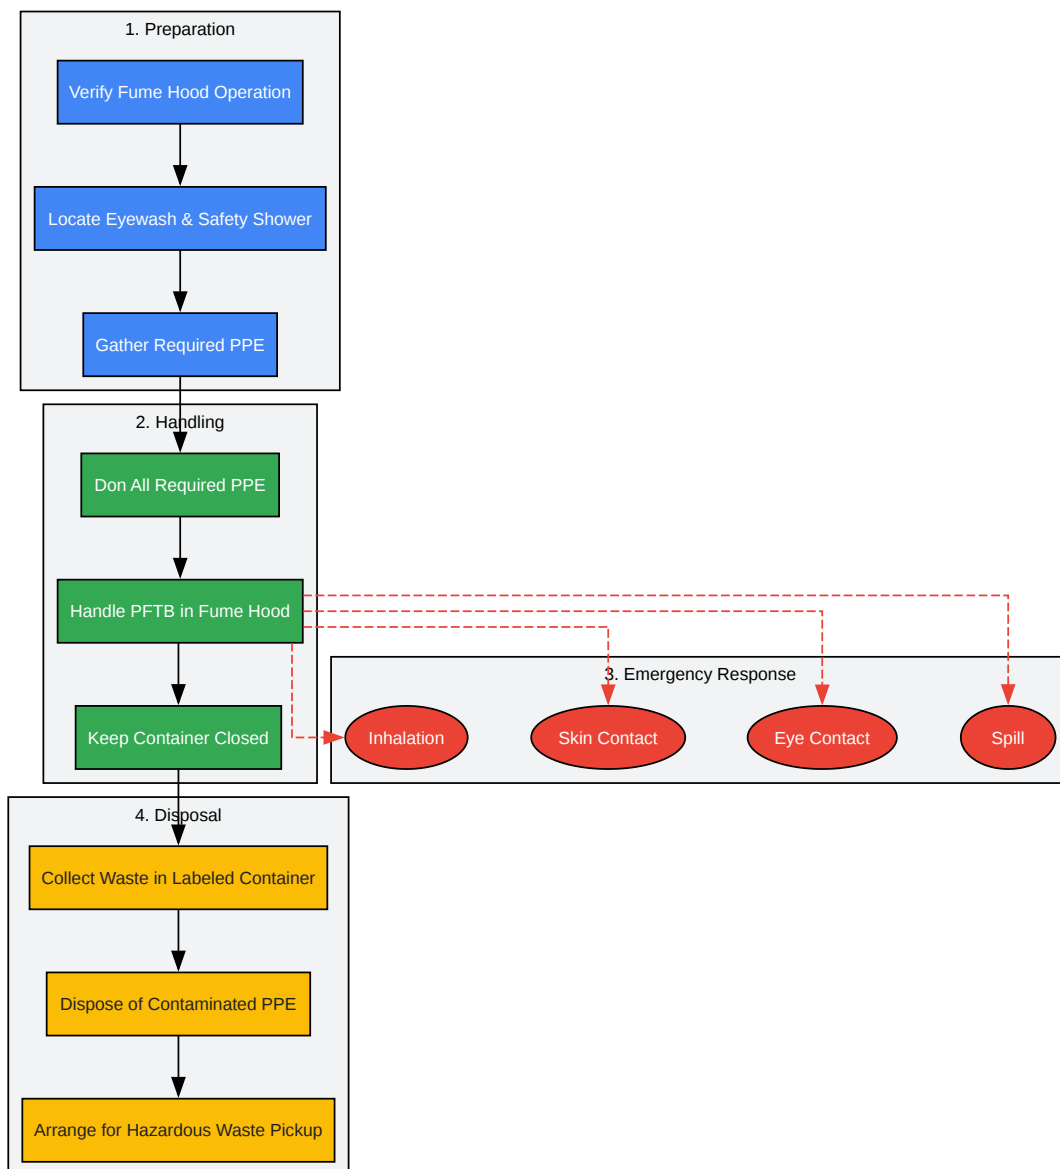 1. Preparation
Verify Fume Hood Operation
Locate Eyewash & Safety Shower
Gather Required PPE
2. Handling
Don All Required PPE
Handle PFTB in Fume Hood
Keep Container Closed
3. Emergency Response
Inhalation
Skin Contact
Eye Contact
Spill
4. Disposal
Collect Waste in Labeled Container
Dispose of Contaminated PPE
Arrange for Hazardous Waste Pickup